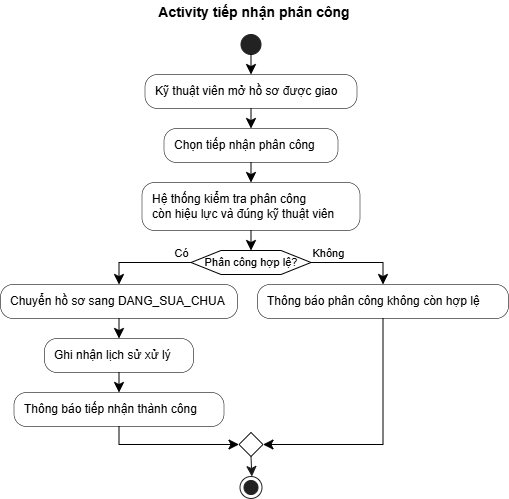 Activity tiếp nhận phân công
Kỹ thuật viên mở hồ sơ được giao
Chọn tiếp nhận phân công
Hệ thống kiểm tra phân công
còn hiệu lực và đúng kỹ thuật viên
Phân công hợp lệ?
Có
Không
Chuyển hồ sơ sang DANG_SUA_CHUA
Thông báo phân công không còn hợp lệ
Ghi nhận lịch sử xử lý
Thông báo tiếp nhận thành công